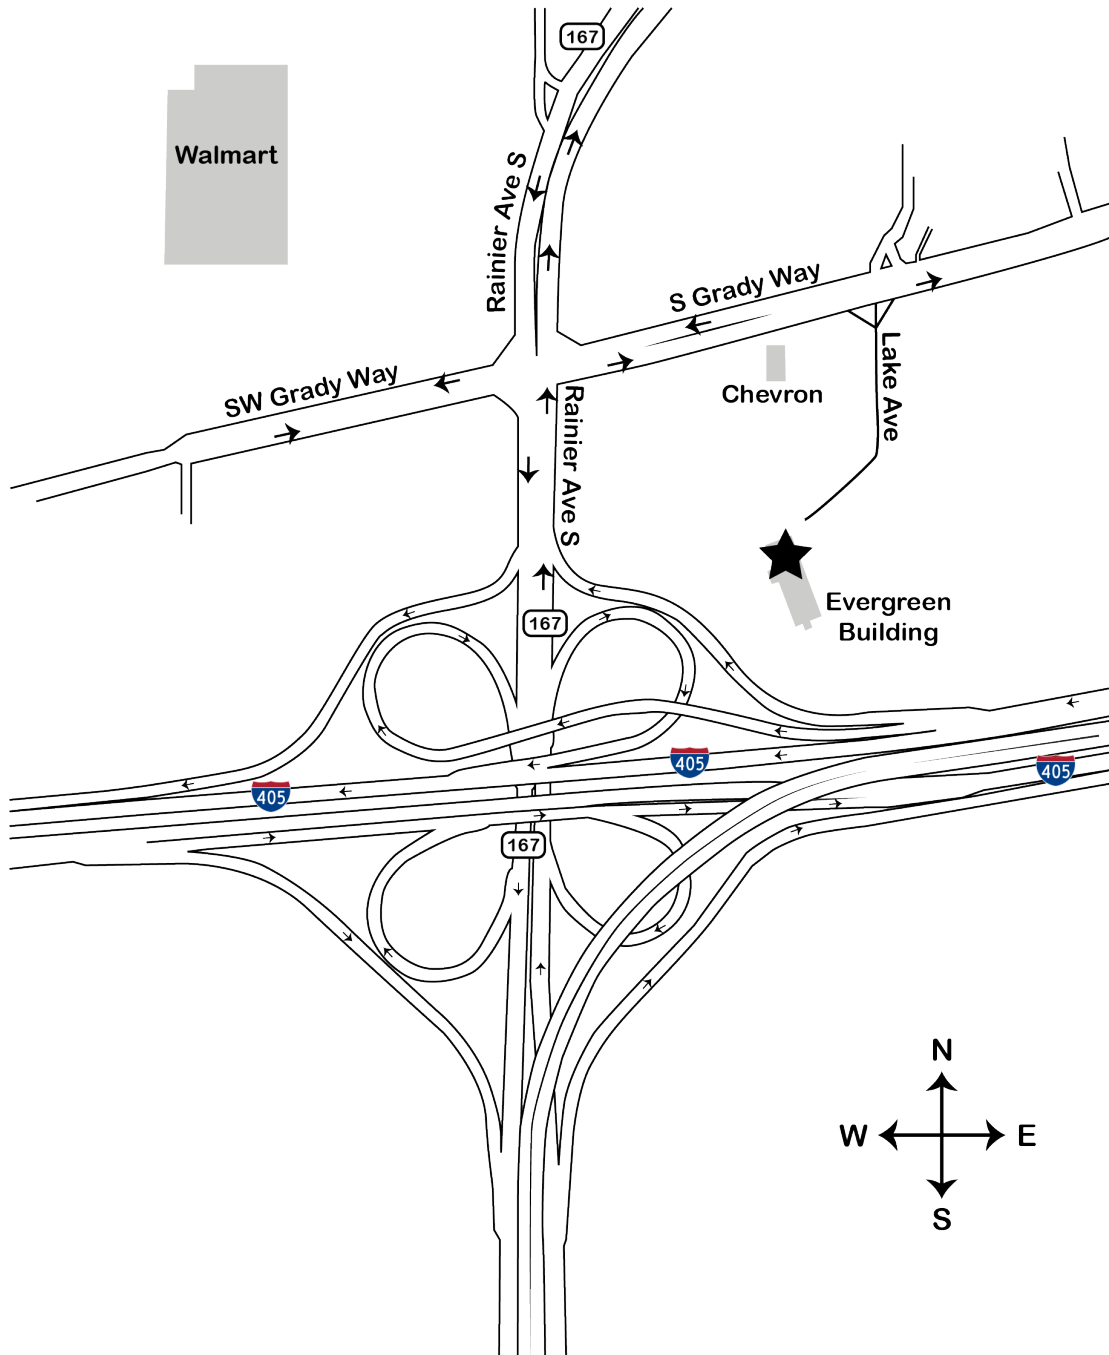 167
Walmart
Rainier Ave S
S Grady Way
SW Grady Way
Chevron
Lake Ave
Rainier Ave S
Evergreen
Building
167
405
405
405
167
N
W
E
S